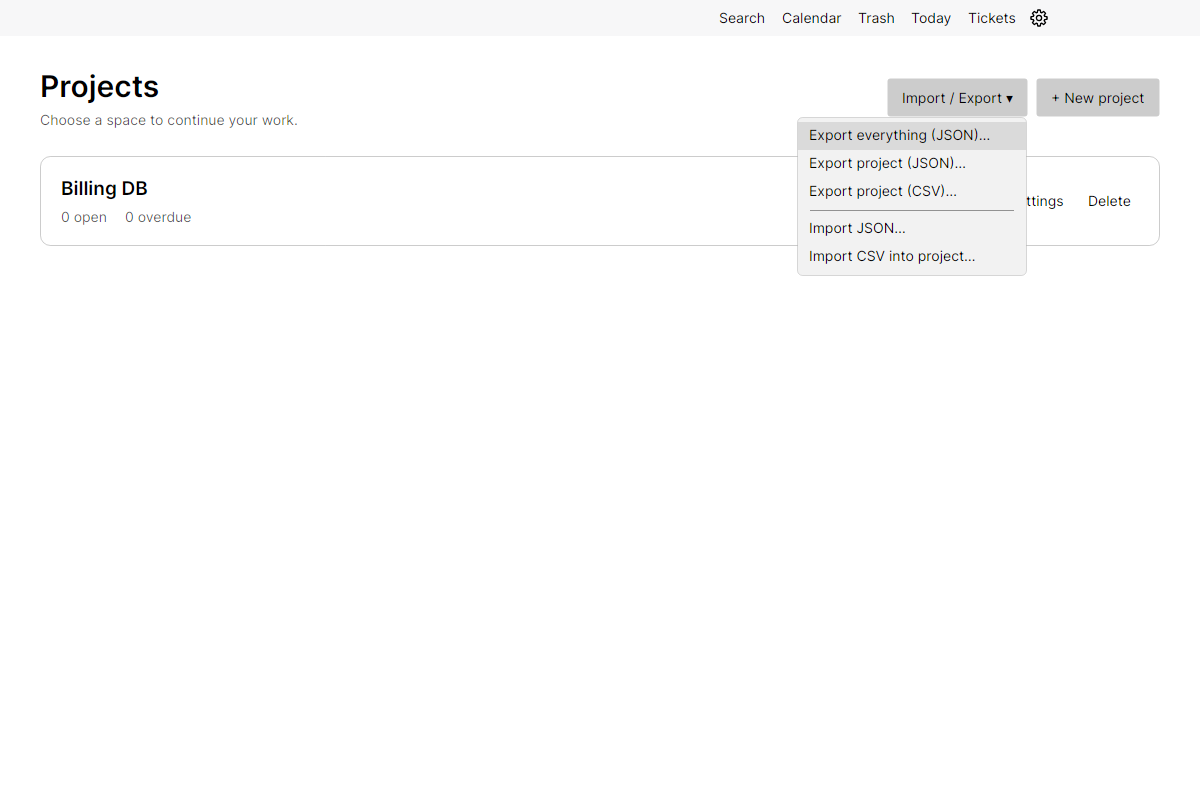 Search Calendar Trash Today Tickets
Projects
Choose a space to continue your work.
Import / Export ▾
+ New project
Export everything (JSON)...
Export project (JSON)...
Export project (CSV)...
Import JSON...
Import CSV into project...
Billing DB
0 open 0 overdue
ttings Delete